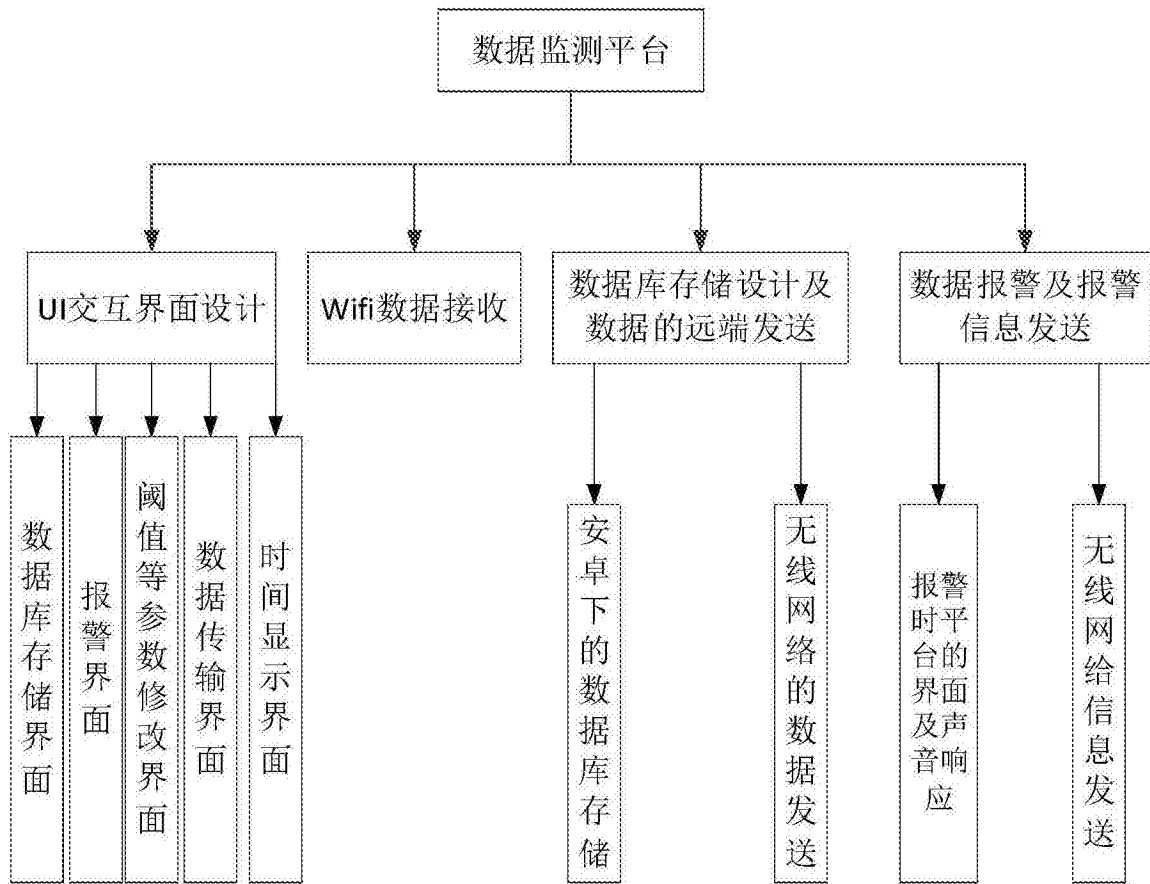 数据监测平台
UI交互界面设计
Wifi数据接收
数据库存储设计及
数据的远端发送
数据报警及报警
信息发送
数据库存储界面
报警界面
阈值等参数修改界面
数据传输界面
时间显示界面
安卓下的数据库存储
无线网络的数据发送
报警
时平
台的
界面
及声
音响
应
无线网给信息发送